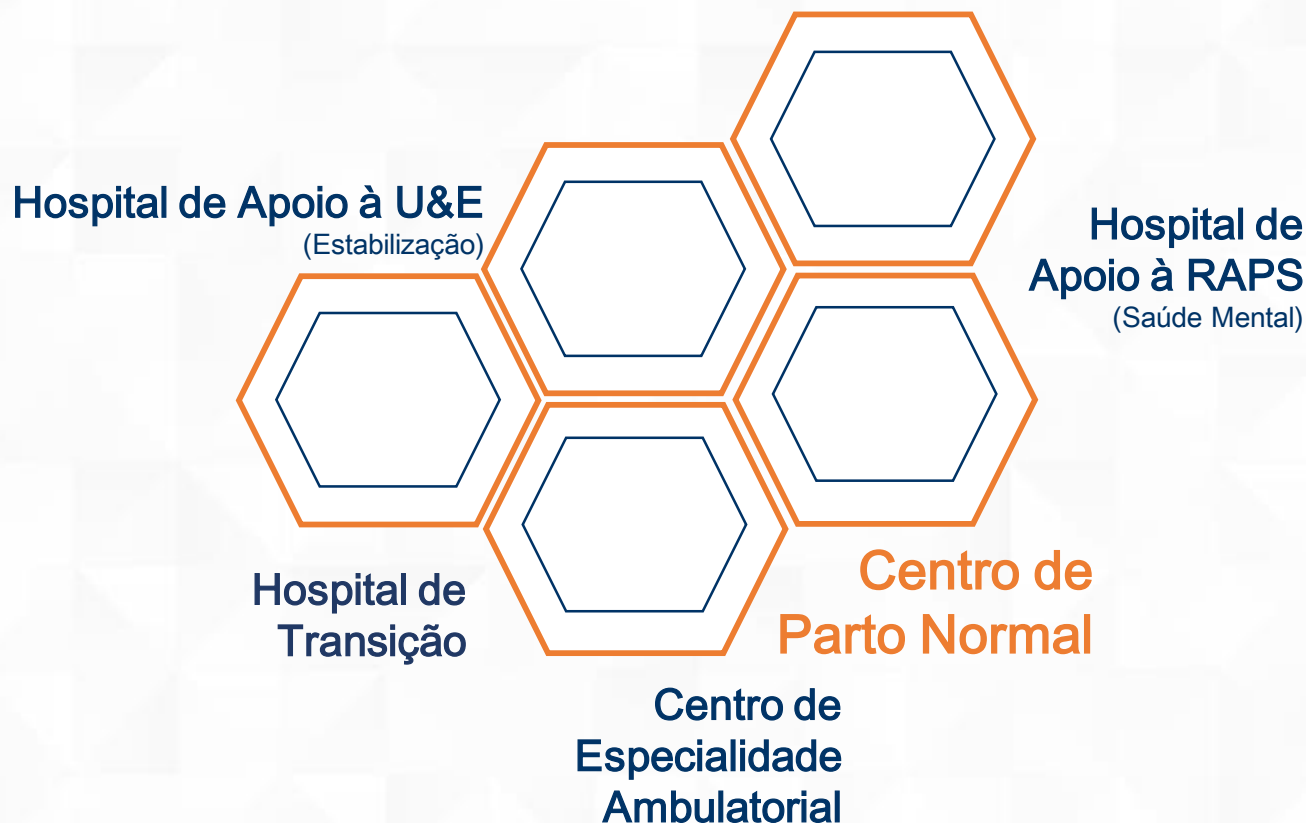 Hospital de Apoio à U&E
(Estabilização)
Hospital de
Apoio à RAPS
(Saúde Mental)
Hospital de
Transição
Centro de
Parto Normal
Centro de
Especialidade
Ambulatorial